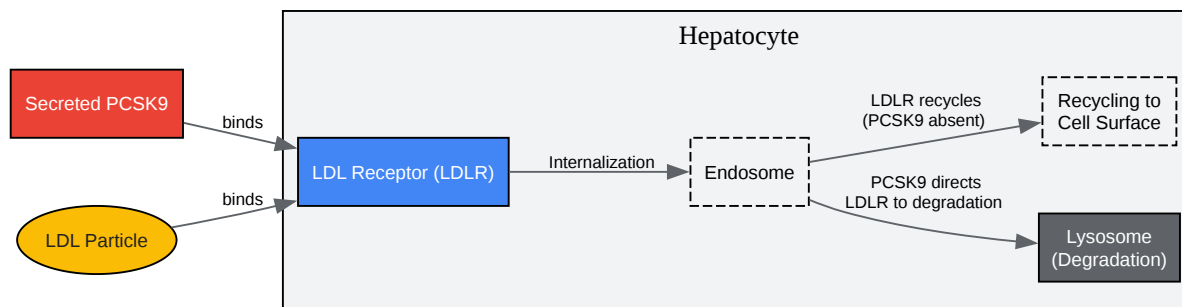 Hepatocyte
Secreted PCSK9
binds
LDL Particle
binds
LDL Receptor (LDLR)
Internalization
Endosome
LDLR recycles
(PCSK9 absent)
Recycling to
Cell Surface
PCSK9 directs
LDLR to degradation
Lysosome
(Degradation)